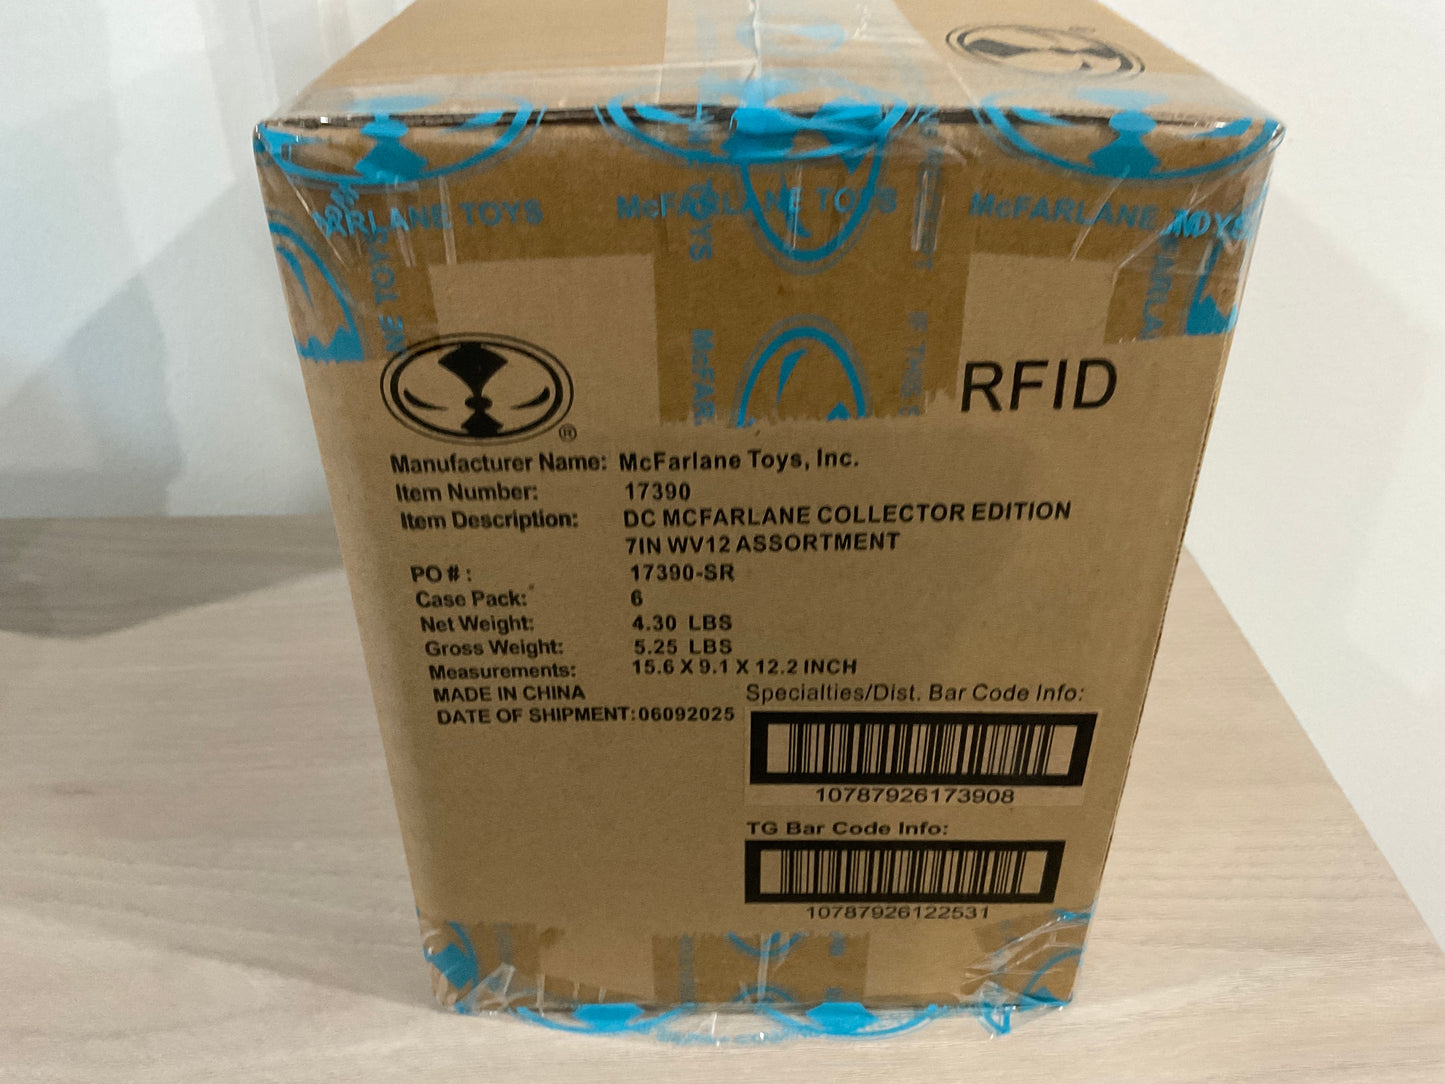 McFARLANE TOYS
McFARLANE TOYS
McFARLANE TOYS
RFID
®
Manufacturer Name: McFarlane Toys, Inc.
Item Number: 17390
Item Description: DC MCFARLANE COLLECTOR EDITION
7IN WV12 ASSORTMENT
PO # : 17390-SR
Case Pack: 6
Net Weight: 4.30 LBS
Gross Weight: 5.25 LBS
Measurements: 15.6 X 9.1 X 12.2 INCH
MADE IN CHINA
DATE OF SHIPMENT: 06092025
Specialties/Dist. Bar Code Info:
10787926173908
TG Bar Code Info:
10787926122531